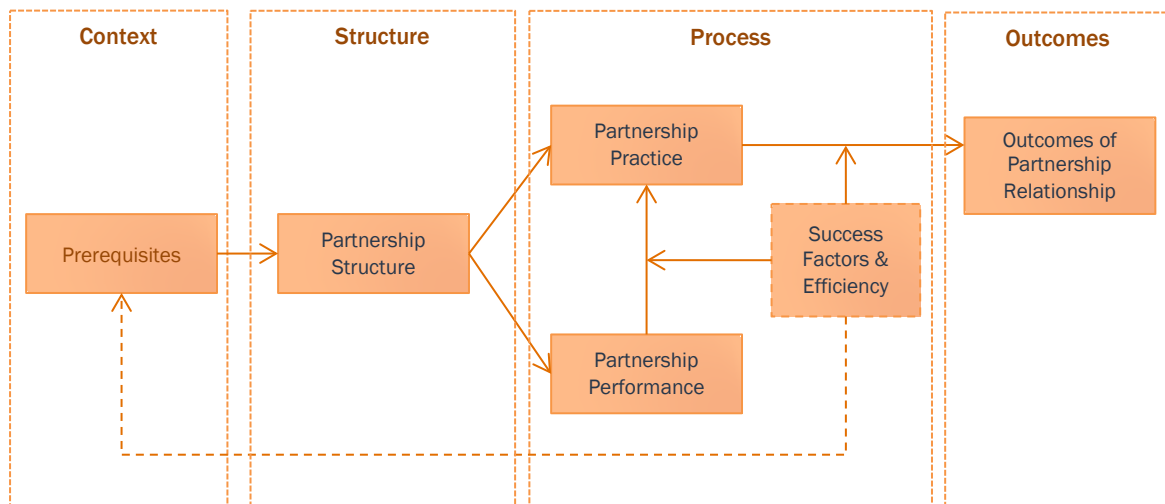 Context
Structure
Process
Outcomes
Prerequisites
Partnership
Structure
Partnership
Practice
Partnership
Performance
Success
Factors &
Efficiency
Outcomes of
Partnership
Relationship